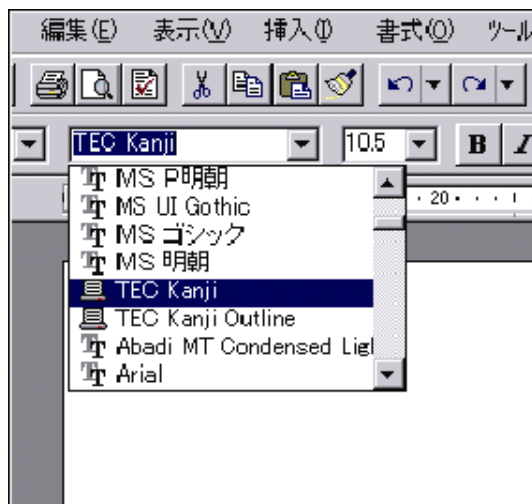 編集(E) 表示(V) 挿入(I) 書式(O) ツール
TEC Kanji 10.5 B I
MS P明朝
MS UI Gothic
MS ゴシック
MS 明朝
TEC Kanji
TEC Kanji Outline
Abadi MT Condensed Ligl
Arial
20